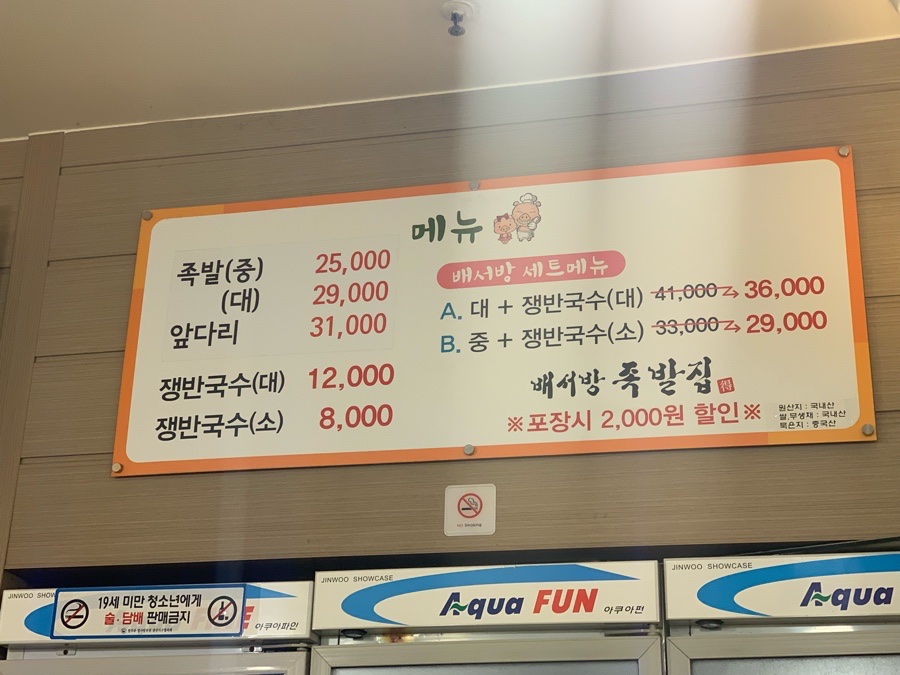 메뉴
족발(중) 25,000
(대) 29,000
앞다리 31,000
쟁반국수(대) 12,000
쟁반국수(소) 8,000
배서방 세트메뉴
A. 대 + 쟁반국수(대) 41,000→36,000
B. 중 + 쟁반국수(소) 33,000→29,000
배서방 족발집
※포장시 2,000원 할인※
원산지 : 국내산
쌀,무생채 : 국내산
묵은지 : 중국산
NO SMOKING
JINWOO SHOW
19세 미만 청소년에게
술·담배 판매금지
아쿠아파인
JINWOO SHOWCASE
Aqua FUN 아쿠아펀
JINWOO SHOWCASE
Aqua